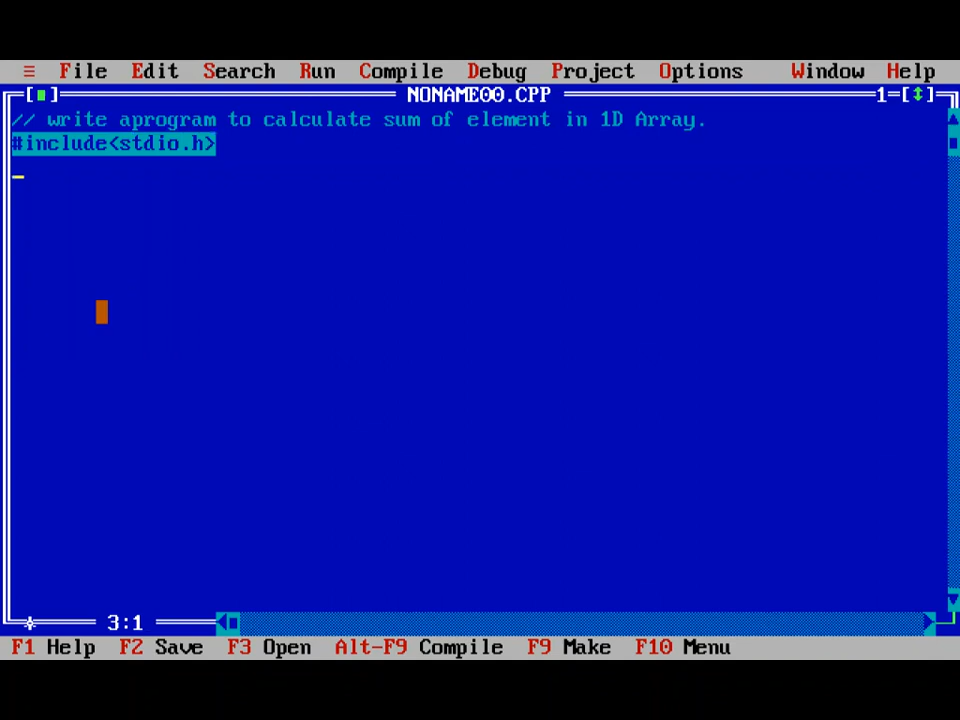 ≡ File Edit Search Run Compile Debug Project Options Window Help
[■] NONAME00.CPP 1=[↕]
// write aprogram to calculate sum of element in 1D Array.
#include<stdio.h>
3:1
F1 Help F2 Save F3 Open Alt-F9 Compile F9 Make F10 Menu